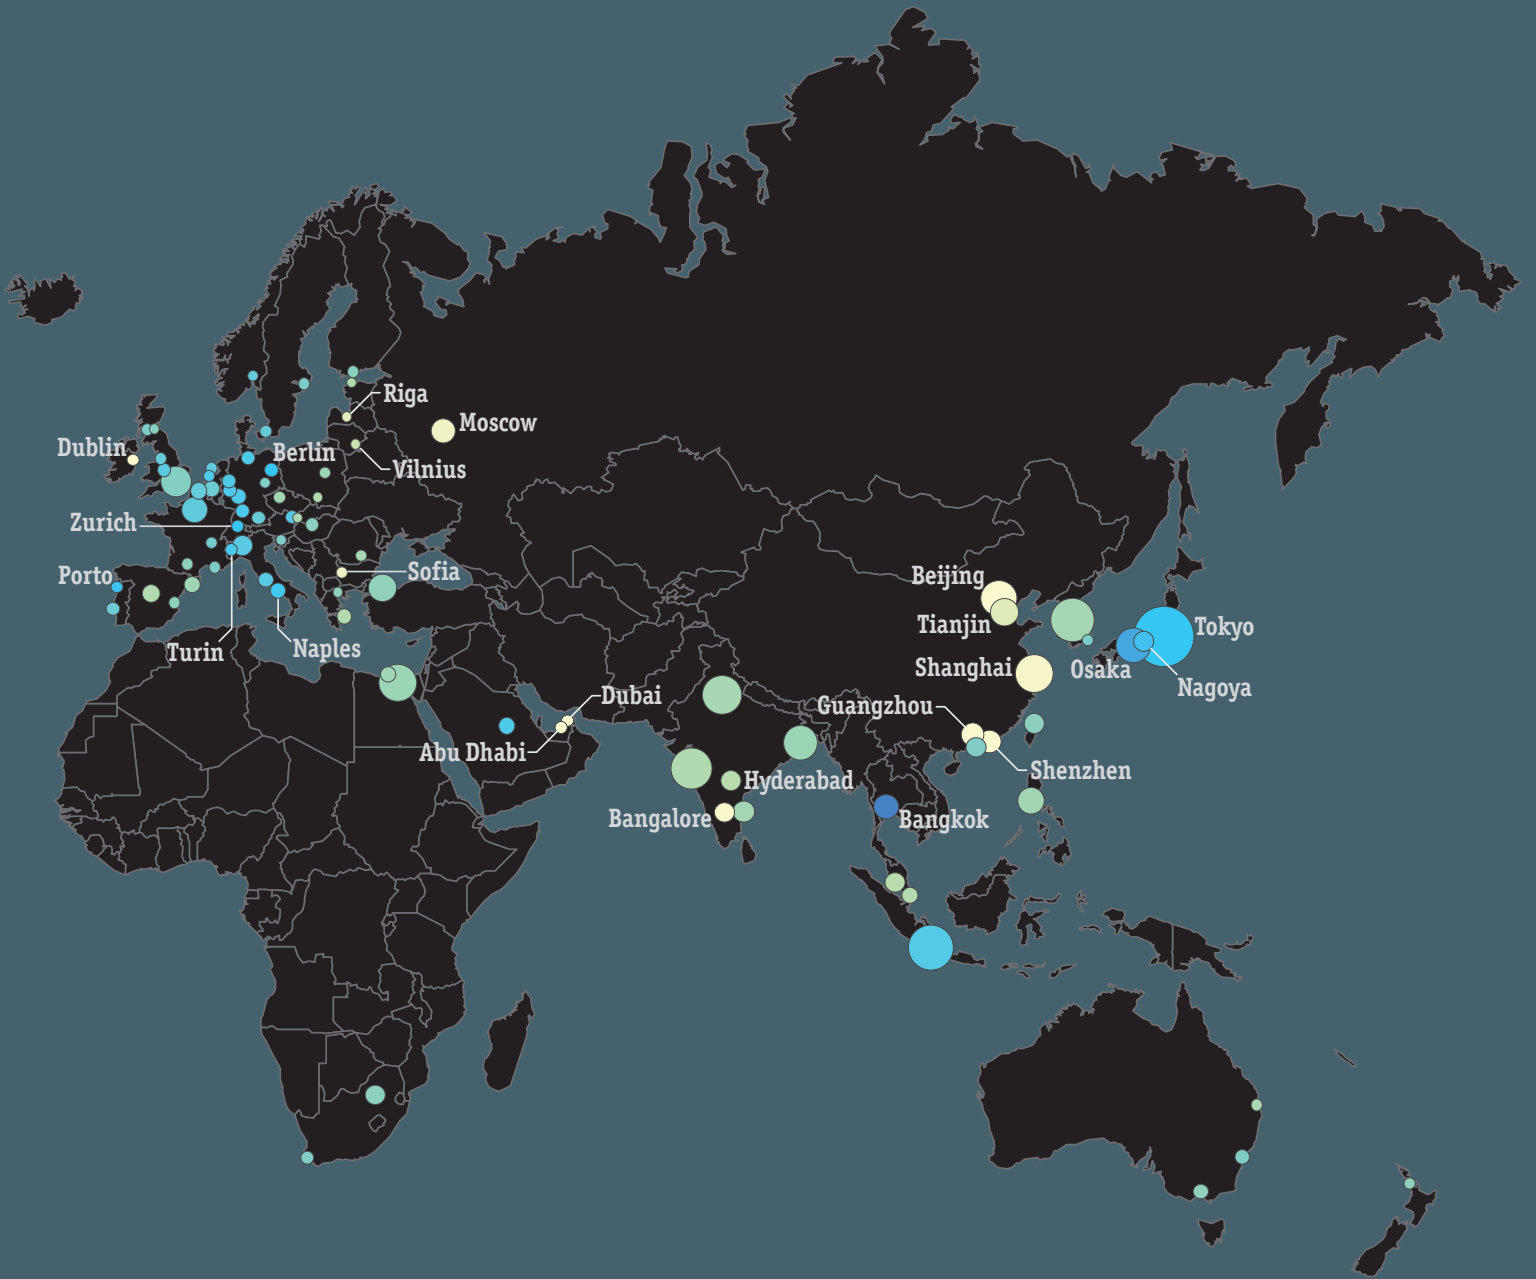 Riga
Moscow
Dublin
Berlin
Vilnius
Zurich
Sofia
Porto
Beijing
Tianjin
Tokyo
Turin
Naples
Shanghai
Osaka
Nagoya
Dubai
Guangzhou
Abu Dhabi
Shenzhen
Hyderabad
Bangalore
Bangkok